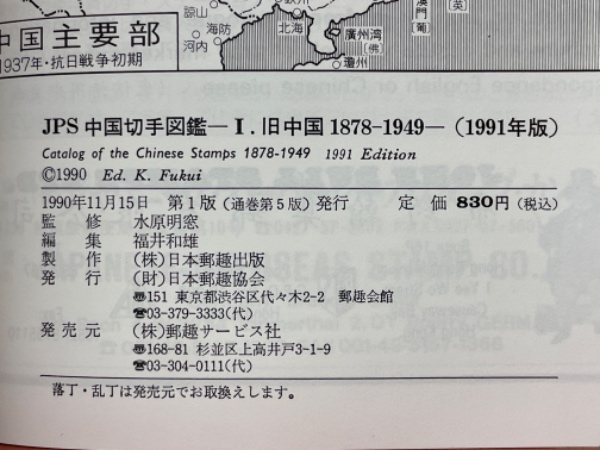 諒山
欽州
北海
海防
河内
廣州湾
(佛)
瓊州
澳門
(葡)
(英)
中国主要部
1937年・抗日戦争初期
JPS 中国切手図鑑―Ⅰ.旧中国 1878-1949―(1991年版)
Catalog of the Chinese Stamps 1878-1949 1991 Edition
©1990 Ed. K. Fukui
1990年11月15日 第1版(通巻第5版)発行 定価 830円(税込)
監修 水原明窓
編集 福井和雄
製作 (株)日本郵趣出版
発行 (財)日本郵趣協会
〠151 東京都渋谷区代々木2-2 郵趣会館
☎03-379-3333(代)
発売元 (株)郵趣サービス社
〠168-81 杉並区上高井戸3-1-9
☎03-304-0111(代)
落丁・乱丁は発売元でお取換えします。